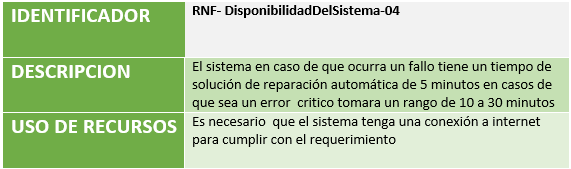 IDENTIFICADOR
RNF- DisponibilidadDelSistema-04
DESCRIPCION
El sistema en caso de que ocurra un fallo tiene un tiempo de
solución de reparación automática de 5 minutos en casos de
que sea un error  critico tomara un rango de 10 a 30 minutos
USO DE RECURSOS
Es necesario  que el sistema tenga una conexión a internet
para cumplir con el requerimiento